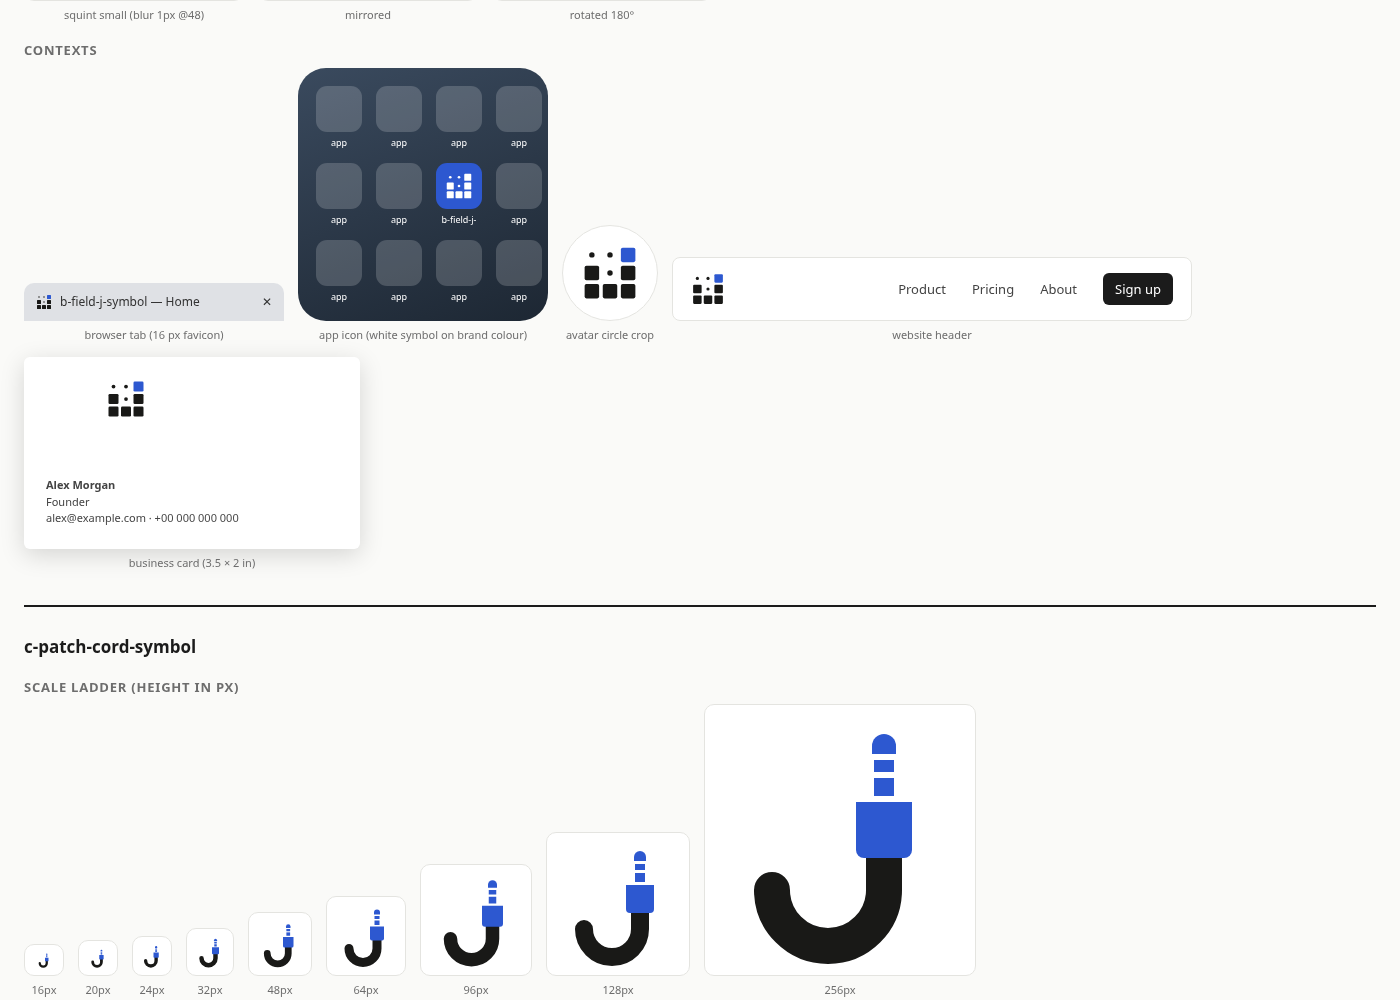 squint small (blur 1px @48)
mirrored
rotated 180°
CONTEXTS
app
app
app
app
app
app
b-field-j-
app
app
app
app
app
b-field-j-symbol — Home ✕
Product
Pricing
About
Sign up
browser tab (16 px favicon)
app icon (white symbol on brand colour)
avatar circle crop
website header
Alex Morgan
Founder
alex@example.com · +00 000 000 000
business card (3.5 × 2 in)
c-patch-cord-symbol
SCALE LADDER (HEIGHT IN PX)
16px
20px
24px
32px
48px
64px
96px
128px
256px